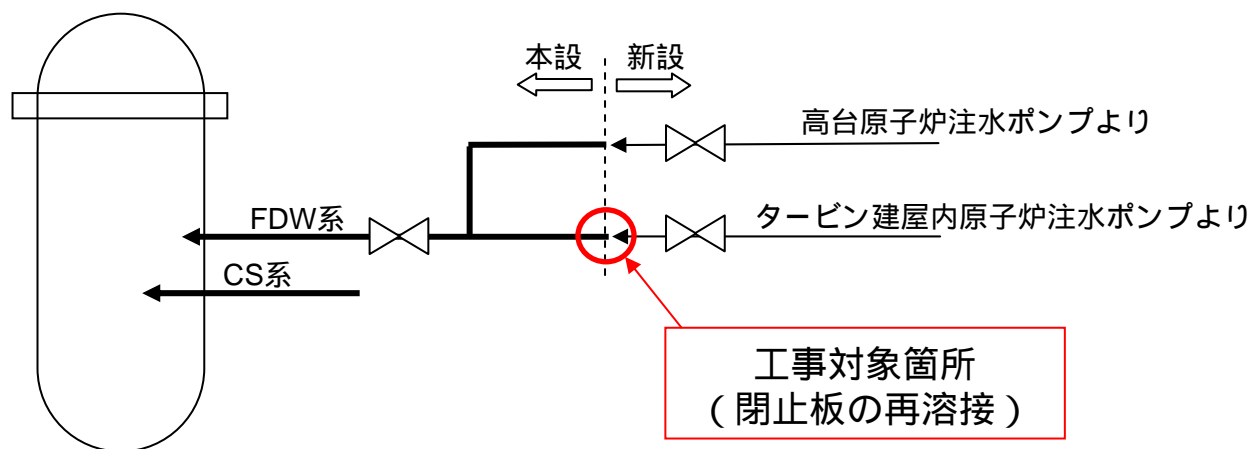 本設
新設
高台原子炉注水ポンプより
FDW系
タービン建屋内原子炉注水ポンプより
CS系
工事対象箇所
（閉止板の再溶接）